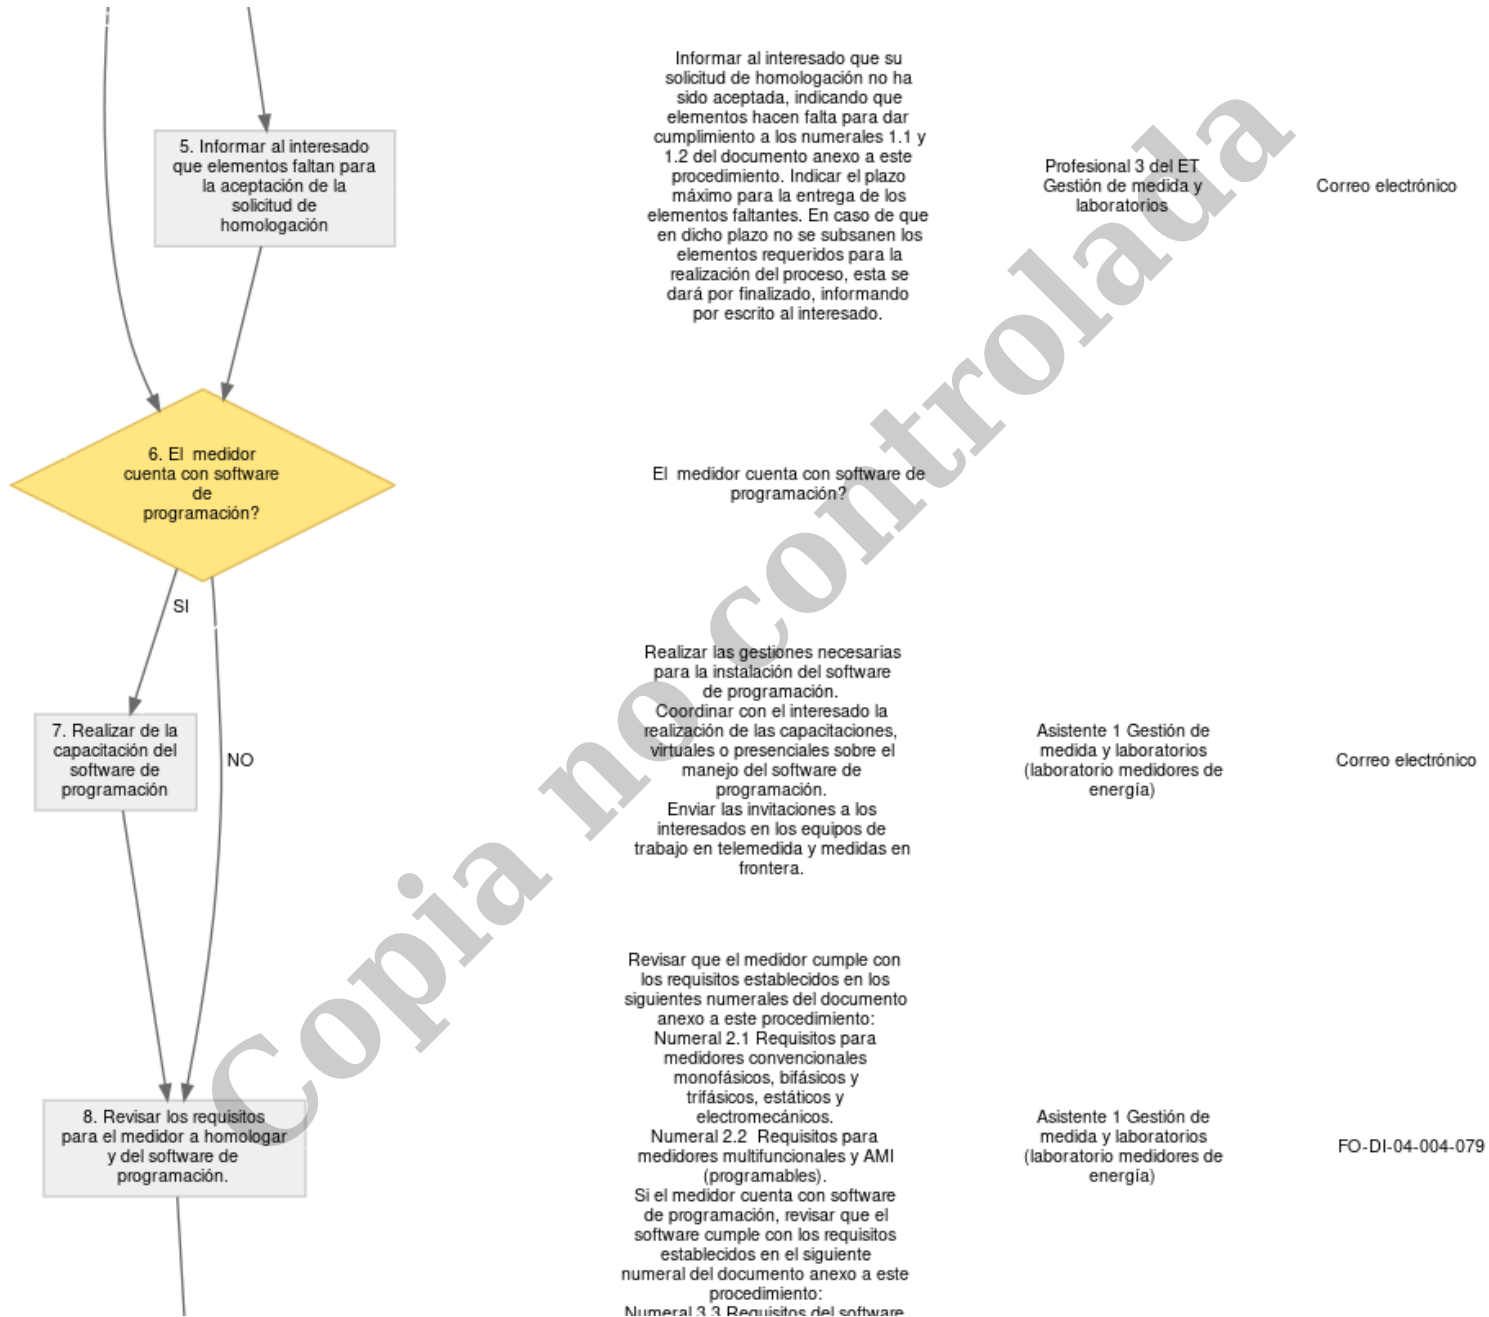 5. Informar al interesado
que elementos faltan para
la aceptación de la
solicitud de
homologación
Informar al interesado que su
solicitud de homologación no ha
sido aceptada, indicando que
elementos hacen falta para dar
cumplimiento a los numerales 1.1 y
1.2 del documento anexo a este
procedimiento. Indicar el plazo
máximo para la entrega de los
elementos faltantes. En caso de que
en dicho plazo no se subsanen los
elementos requeridos para la
realización del proceso, esta se
dará por finalizado, informando
por escrito al interesado.
Profesional 3 del ET
Gestión de medida y
laboratorios
Correo electrónico
6. El  medidor
cuenta con software
de
programación?
El  medidor cuenta con software de
programación?
SI
NO
7. Realizar de la
capacitación del
software de
programación
Realizar las gestiones necesarias
para la instalación del software
de programación.
Coordinar con el interesado la
realización de las capacitaciones,
virtuales o presenciales sobre el
manejo del software de
programación.
Enviar las invitaciones a los
interesados en los equipos de
trabajo en telemedida y medidas en
frontera.
Asistente 1 Gestión de
medida y laboratorios
(laboratorio medidores de
energía)
Correo electrónico
8. Revisar los requisitos
para el medidor a homologar
y del software de
programación.
Revisar que el medidor cumple con
los requisitos establecidos en los
siguientes numerales del documento
anexo a este procedimiento:
Numeral 2.1 Requisitos para
medidores convencionales
monofásicos, bifásicos y
trifásicos, estáticos y
electromecánicos.
Numeral 2.2  Requisitos para
medidores multifuncionales y AMI
(programables).
Si el medidor cuenta con software
de programación, revisar que el
software cumple con los requisitos
establecidos en el siguiente
numeral del documento anexo a este
procedimiento:
Numeral 3.3 Requisitos del software
Asistente 1 Gestión de
medida y laboratorios
(laboratorio medidores de
energía)
FO-DI-04-004-079
Copia no controlada